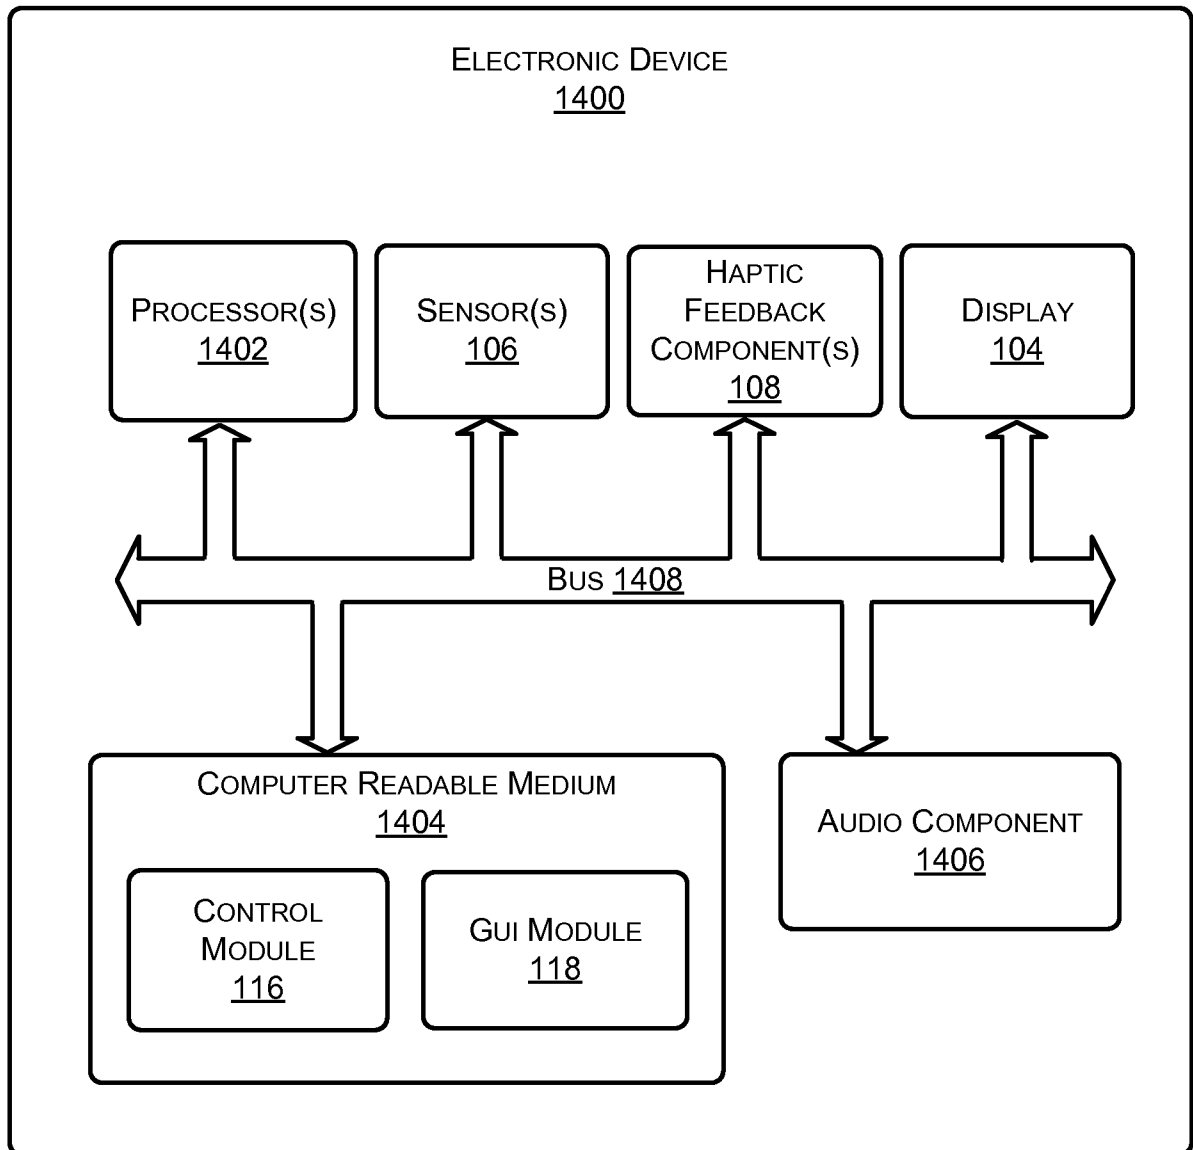 ELECTRONIC DEVICE
1400
PROCESSOR(S)
1402
SENSOR(S)
106
HAPTIC
FEEDBACK
COMPONENT(S)
108
DISPLAY
104
BUS 1408
COMPUTER READABLE MEDIUM
1404
CONTROL
MODULE
116
GUI MODULE
118
AUDIO COMPONENT
1406